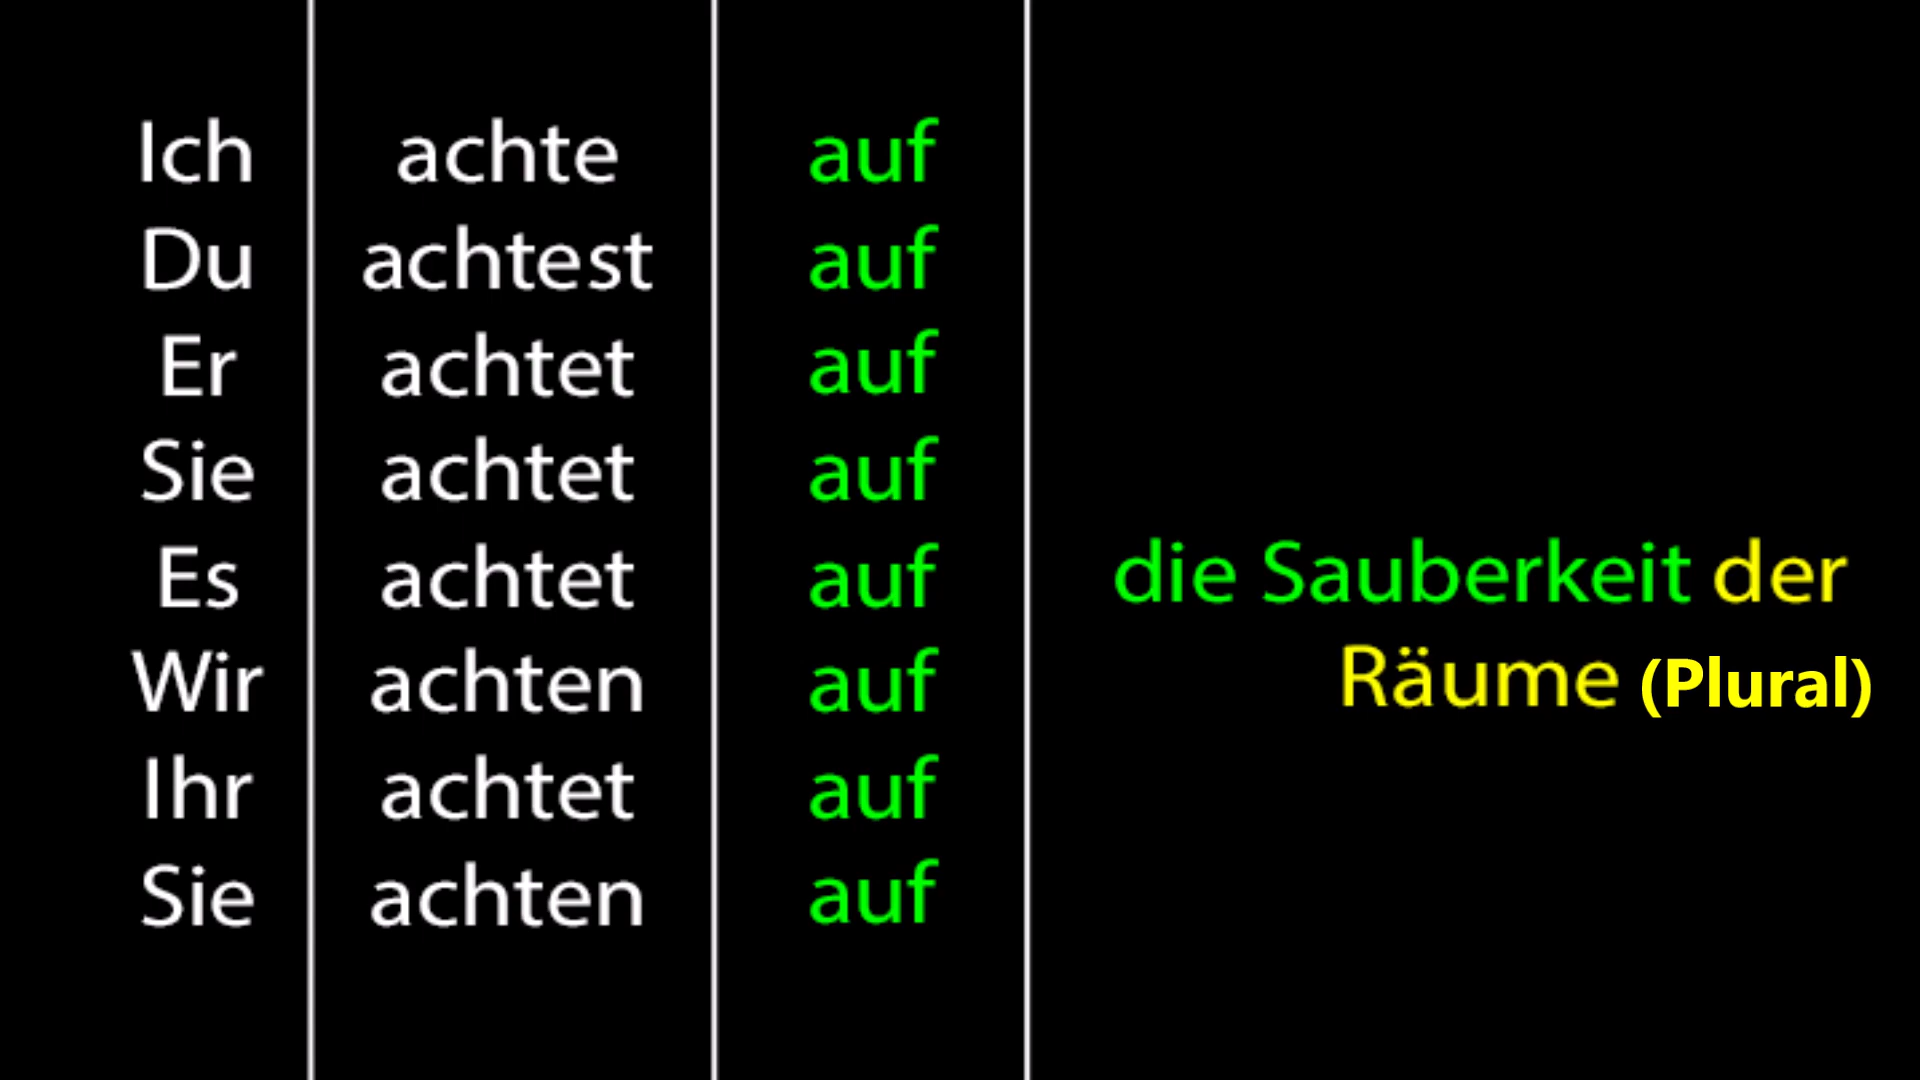 Ich achte auf
Du achtest auf
Er achtet auf
Sie achtet auf
Es achtet auf
die Sauberkeit der
Wir achten auf
Räume (Plural)
Ihr achtet auf
Sie achten auf